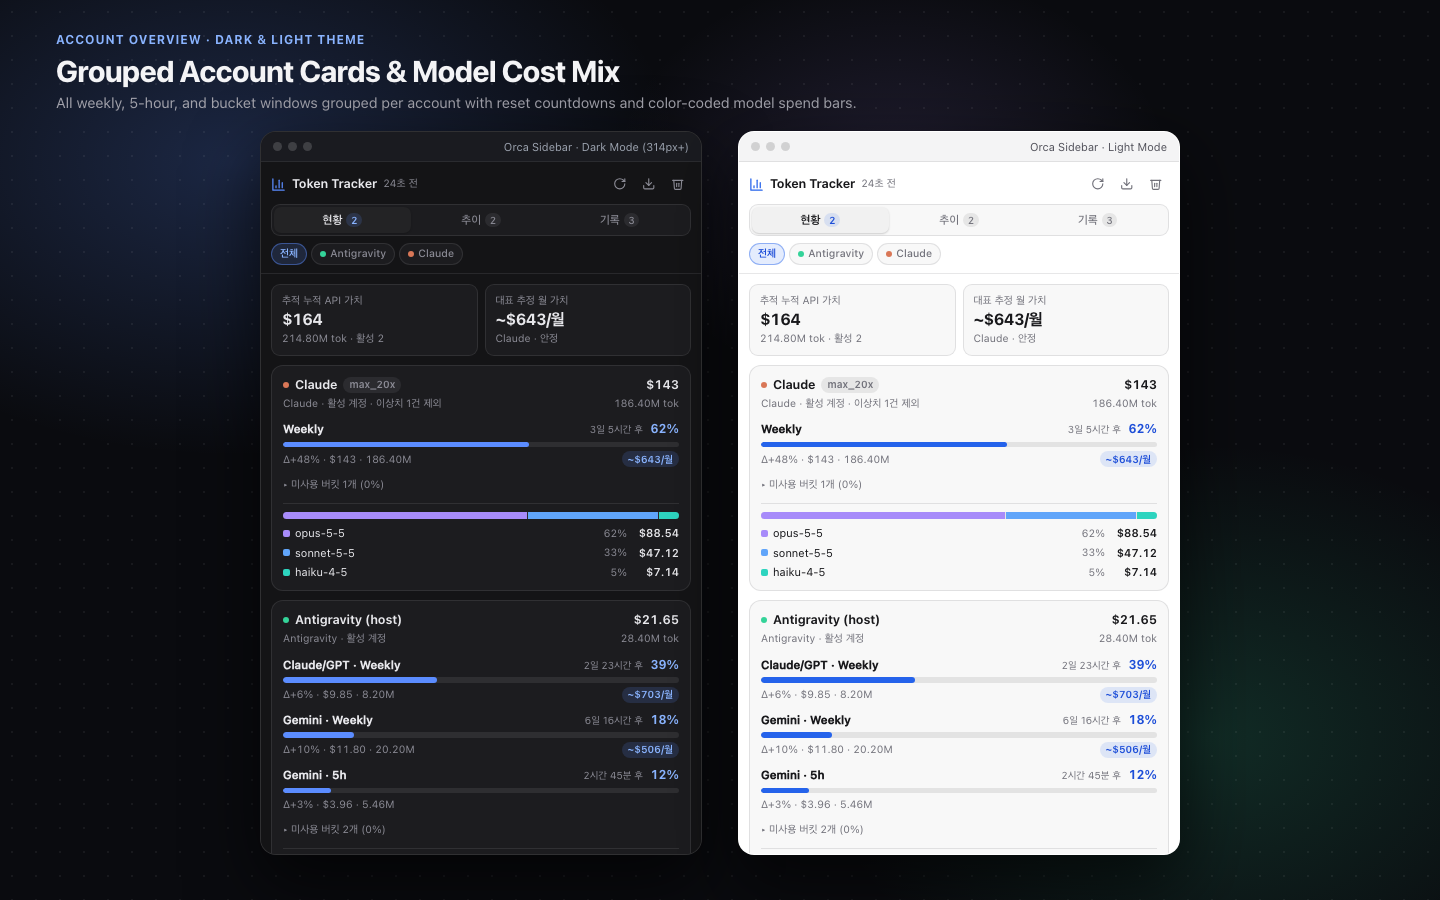 ACCOUNT OVERVIEW · DARK & LIGHT THEME
Grouped Account Cards & Model Cost Mix
All weekly, 5-hour, and bucket windows grouped per account with reset countdowns and color-coded model spend bars.
Orca Sidebar · Dark Mode (314px+)
Token Tracker 24초 전
현황 2 추이 2 기록 3
전체 Antigravity Claude
추적 누적 API 가치
$164
214.80M tok · 활성 2
대표 추정 월 가치
~$643/월
Claude · 안정
Claude max_20x $143
Claude · 활성 계정 · 이상치 1건 제외 186.40M tok
Weekly 3일 5시간 후 62%
Δ+48% · $143 · 186.40M ~$643/월
▸ 미사용 버킷 1개 (0%)
opus-5-5 62% $88.54
sonnet-5-5 33% $47.12
haiku-4-5 5% $7.14
Antigravity (host) $21.65
Antigravity · 활성 계정 28.40M tok
Claude/GPT · Weekly 2일 23시간 후 39%
Δ+6% · $9.85 · 8.20M ~$703/월
Gemini · Weekly 6일 16시간 후 18%
Δ+10% · $11.80 · 20.20M ~$506/월
Gemini · 5h 2시간 45분 후 12%
Δ+3% · $3.96 · 5.46M
▸ 미사용 버킷 2개 (0%)
Orca Sidebar · Light Mode
Token Tracker 24초 전
현황 2 추이 2 기록 3
전체 Antigravity Claude
추적 누적 API 가치
$164
214.80M tok · 활성 2
대표 추정 월 가치
~$643/월
Claude · 안정
Claude max_20x $143
Claude · 활성 계정 · 이상치 1건 제외 186.40M tok
Weekly 3일 5시간 후 62%
Δ+48% · $143 · 186.40M ~$643/월
▸ 미사용 버킷 1개 (0%)
opus-5-5 62% $88.54
sonnet-5-5 33% $47.12
haiku-4-5 5% $7.14
Antigravity (host) $21.65
Antigravity · 활성 계정 28.40M tok
Claude/GPT · Weekly 2일 23시간 후 39%
Δ+6% · $9.85 · 8.20M ~$703/월
Gemini · Weekly 6일 16시간 후 18%
Δ+10% · $11.80 · 20.20M ~$506/월
Gemini · 5h 2시간 45분 후 12%
Δ+3% · $3.96 · 5.46M
▸ 미사용 버킷 2개 (0%)